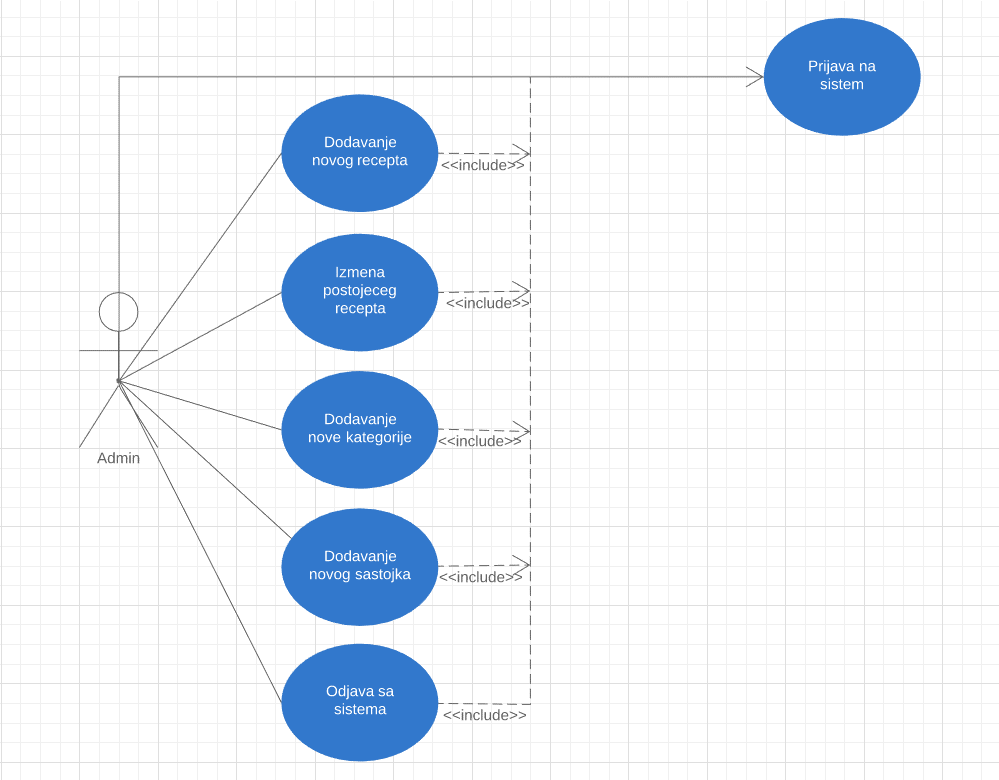 Prijava na
sistem
Dodavanje
novog recepta
<<include>>
Izmena
postojeceg
recepta
<<include>>
Dodavanje
nove kategorije
<<include>>
Admin
Dodavanje
novog sastojka
<<include>>
Odjava sa
sistema
<<include>>